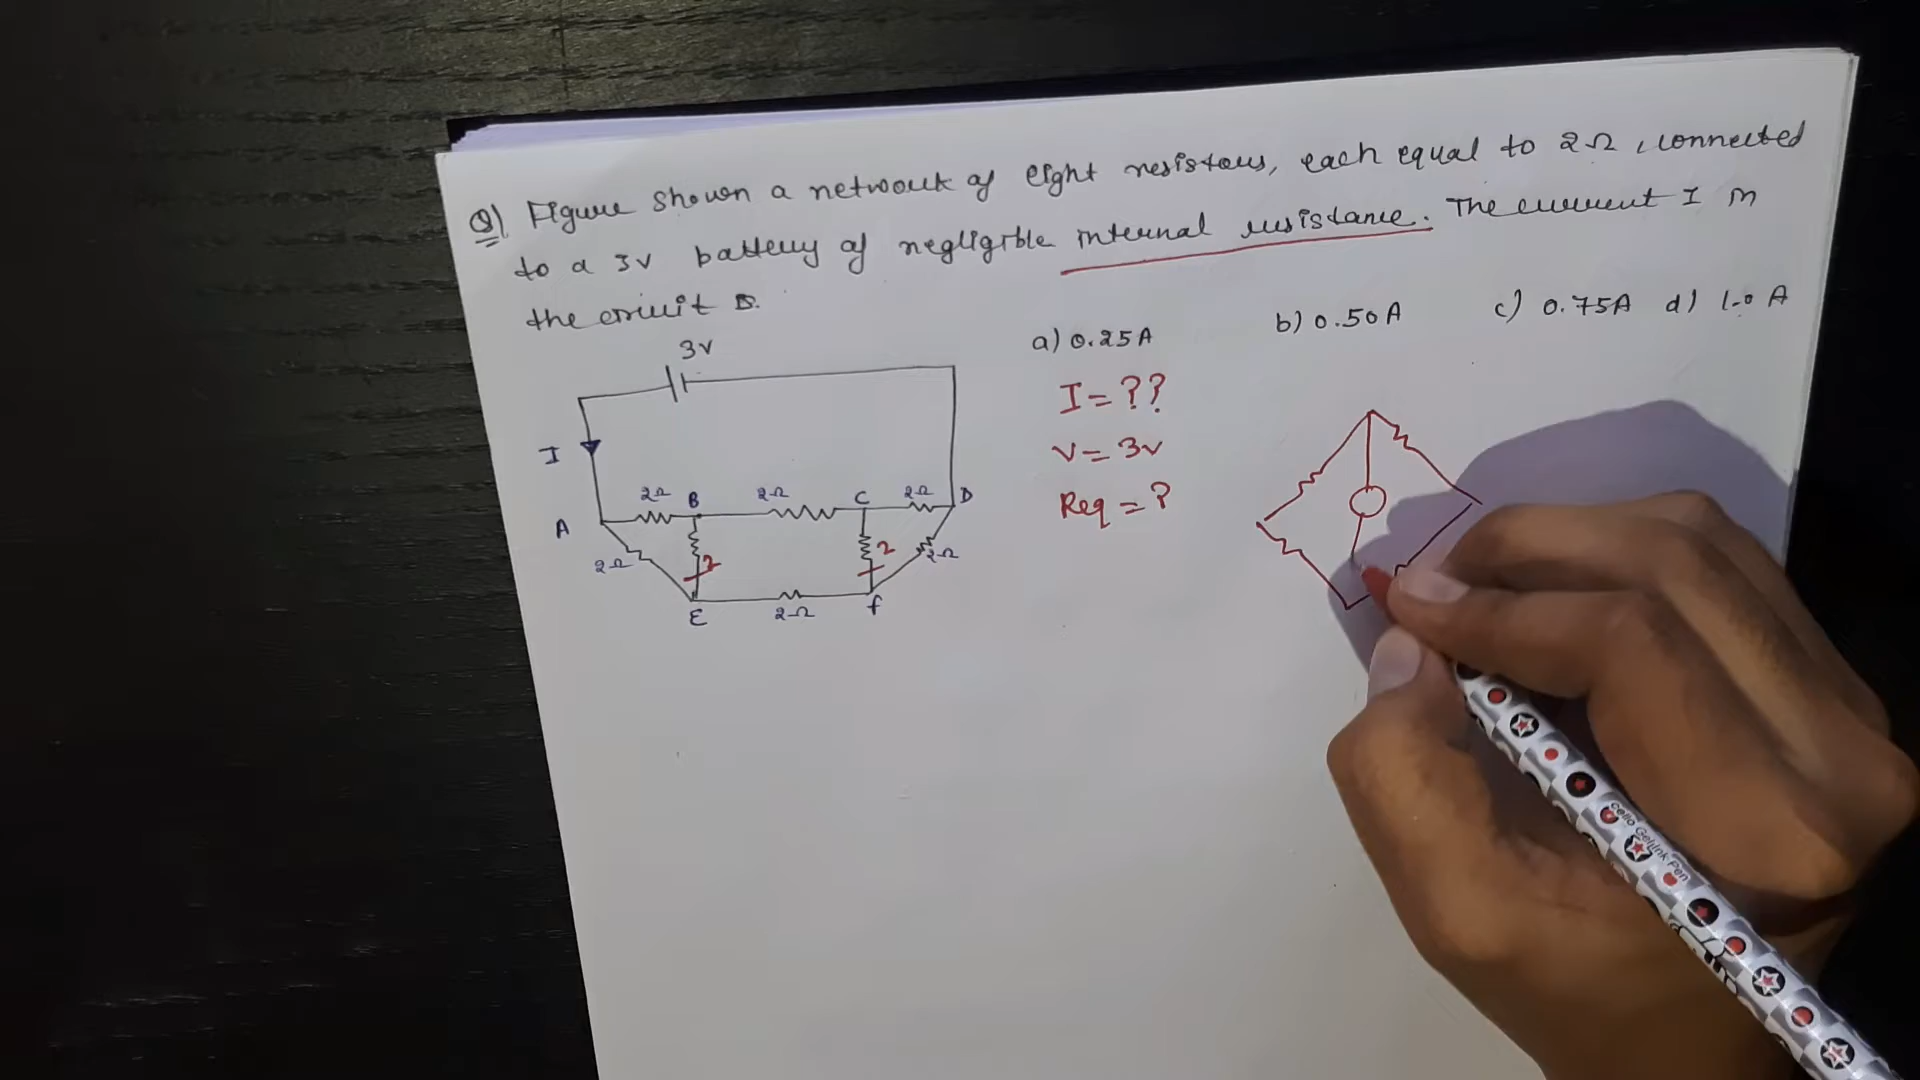 Q) Figure shown a network of eight resistors, each equal to 2Ω, connected
to a 3V battery of negligible internal resistance. The current I in
the circuit is.
a) 0.25A b) 0.50A c) 0.75A d) 1.0 A
3V
I
I = ??
V = 3V
Req = ?
A 2Ω B 2Ω C 2Ω D
2Ω 2 2 2Ω
E 2Ω F
cello Gel Ink Pen